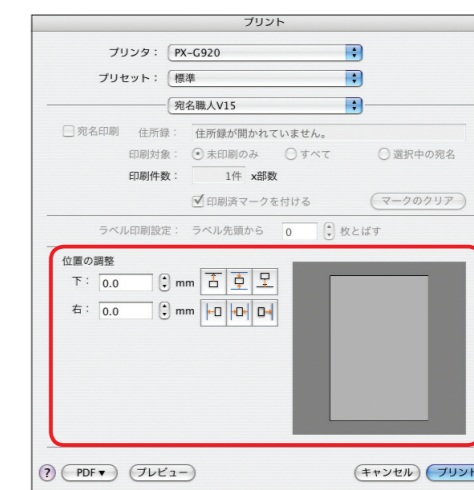 プリント
プリンタ： PX-G920
プリセット： 標準
宛名職人V15
宛名印刷 住所録： 住所録が開かれていません。
印刷対象： 未印刷のみ すべて 選択中の宛名
印刷件数： 1件 x部数
印刷済マークを付ける マークのクリア
ラベル印刷設定： ラベル先頭から 0 枚とばす
位置の調整
下： 0.0 mm
右： 0.0 mm
? PDF▼ プレビュー キャンセル プリント